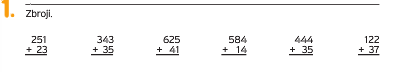 1.
Zbroji.
251 343 625 584 444 122
+ 23 + 35 + 41 + 14 + 35 + 37